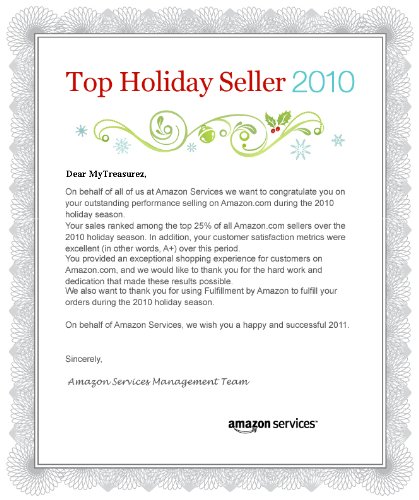 Top Holiday Seller 2010
Dear MyTreasurez,
On behalf of all of us at Amazon Services we want to congratulate you on
your outstanding performance selling on Amazon.com during the 2010
holiday season.
Your sales ranked among the top 25% of all Amazon.com sellers over the
2010 holiday season. In addition, your customer satisfaction metrics were
excellent (in other words, A+) over this period.
You provided an exceptional shopping experience for customers on
Amazon.com, and we would like to thank you for the hard work and
dedication that made these results possible.
We also want to thank you for using Fulfillment by Amazon to fulfill your
orders during the 2010 holiday season.
On behalf of Amazon Services, we wish you a happy and successful 2011.
Sincerely,
Amazon Services Management Team
amazon services™